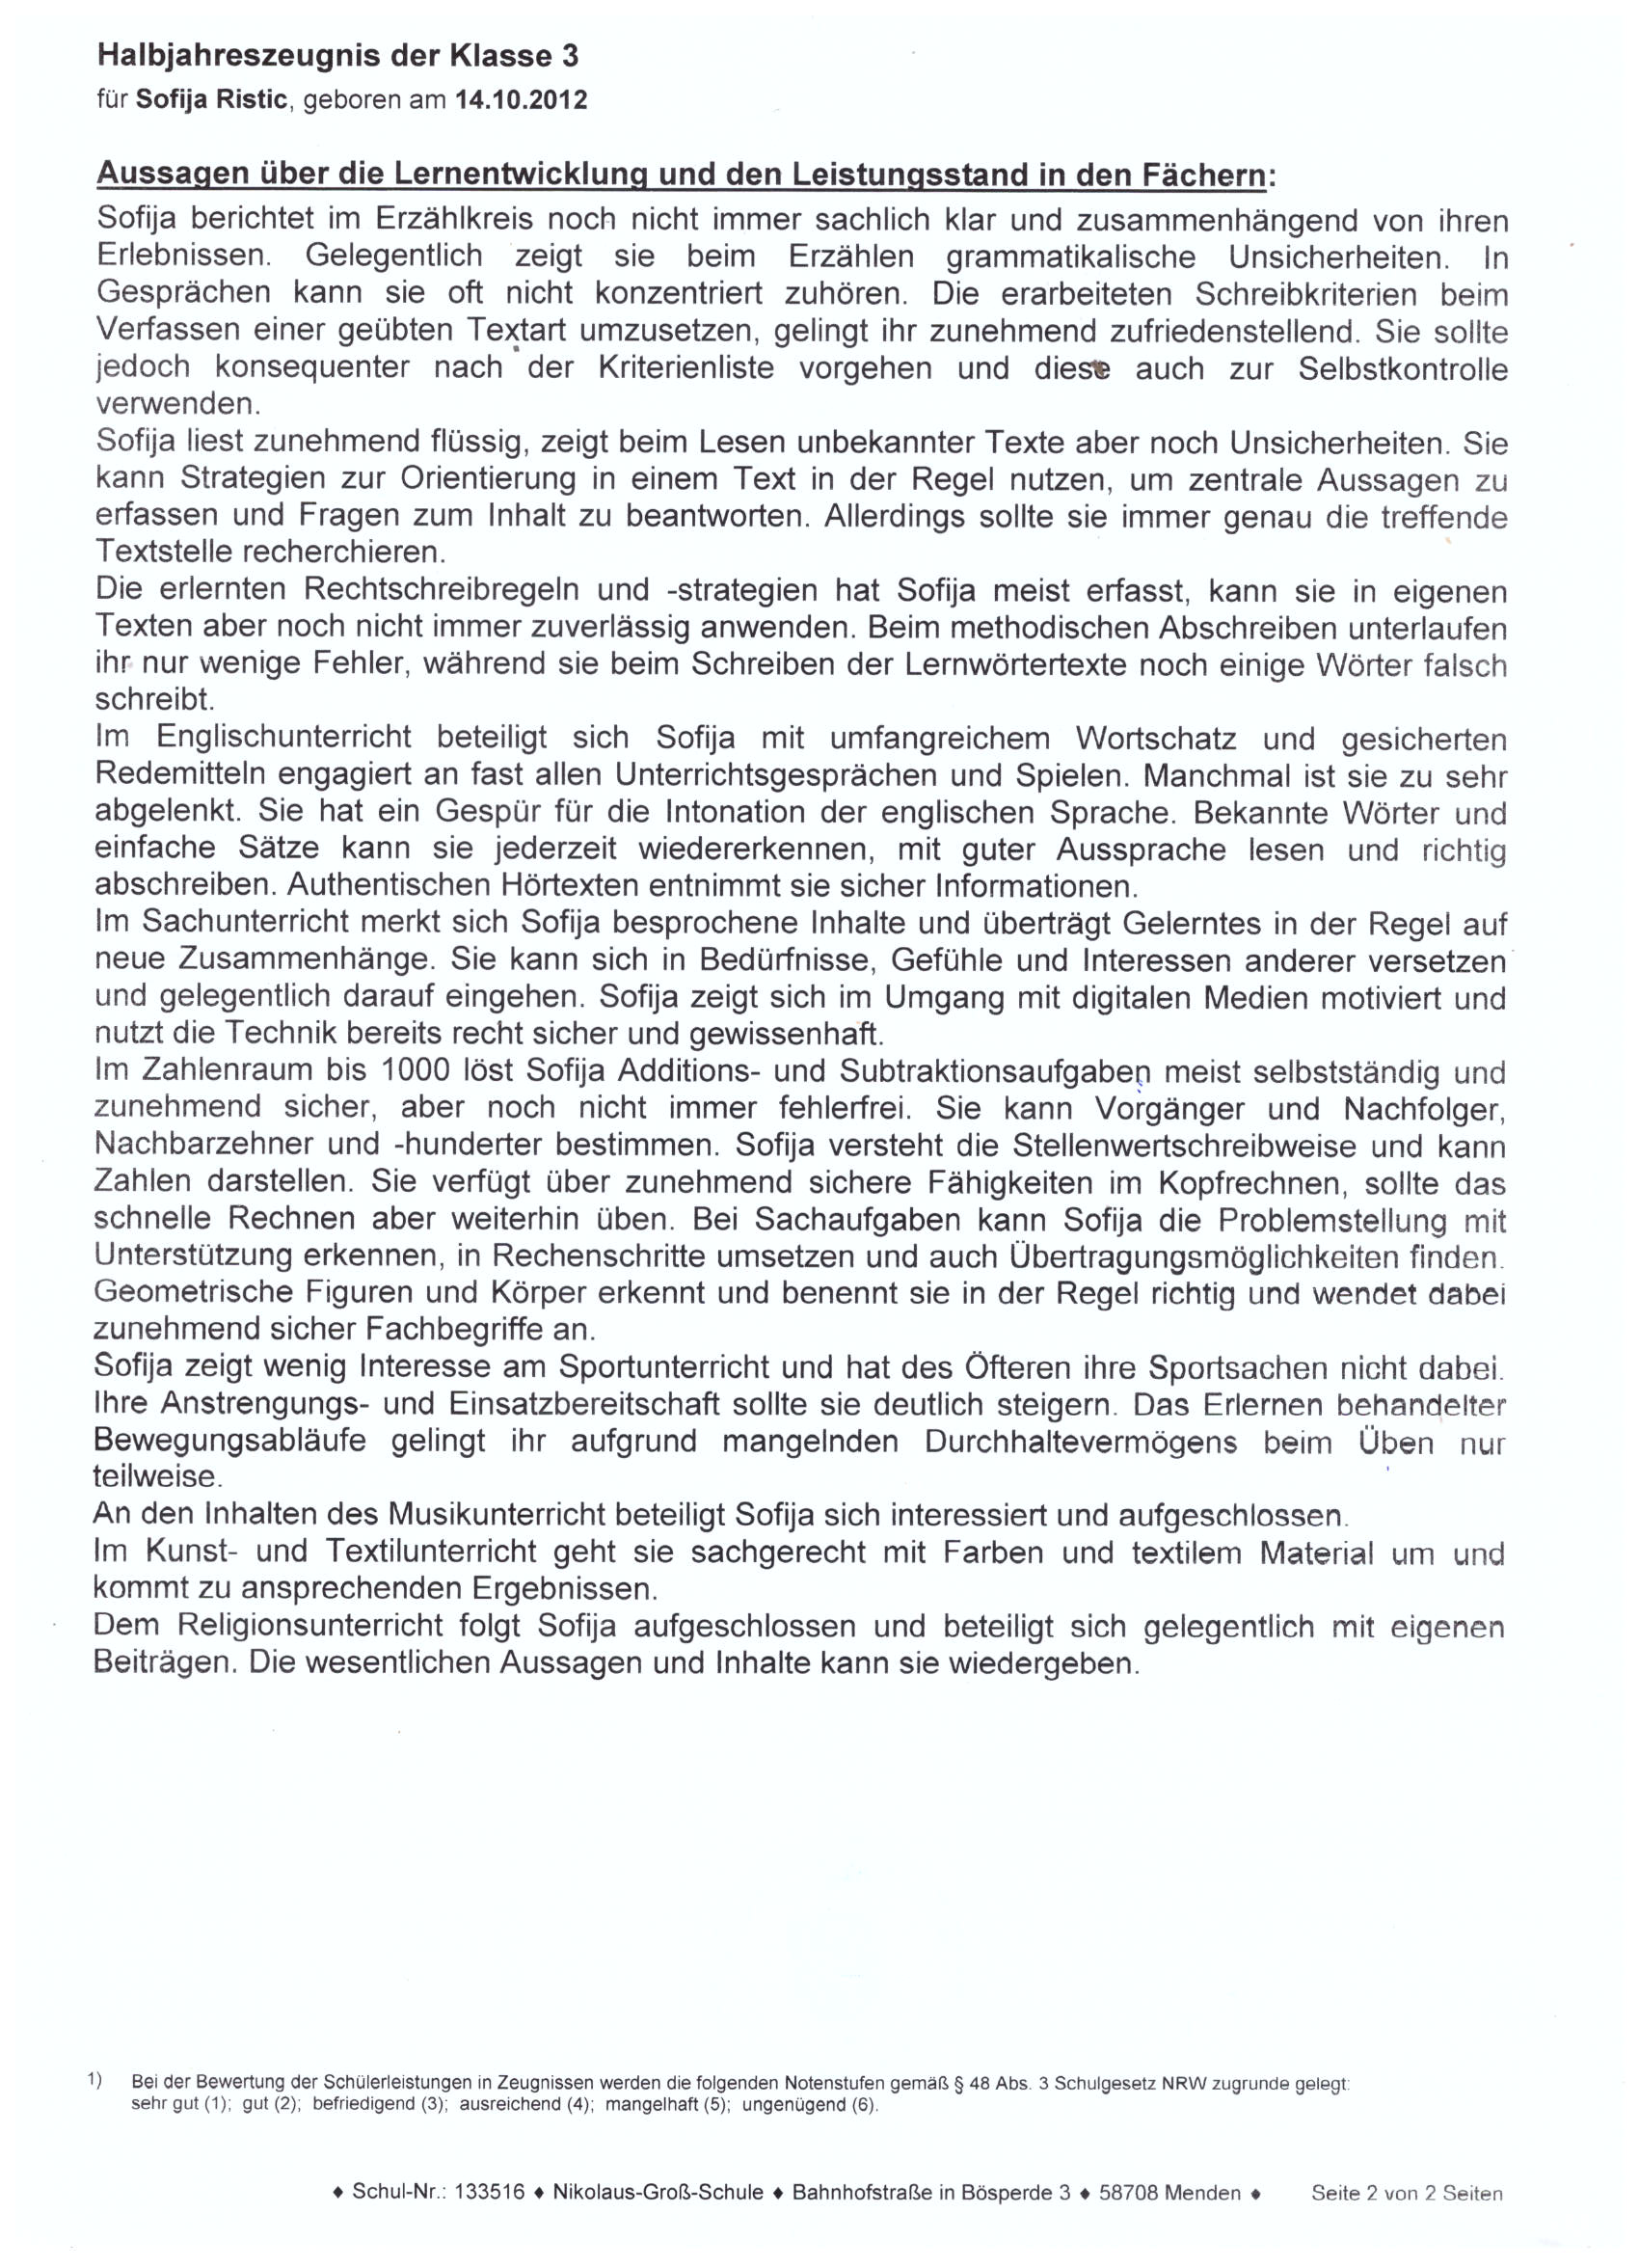 Halbjahreszeugnis der Klasse 3
für Sofija Ristic, geboren am 14.10.2012
Aussagen über die Lernentwicklung und den Leistungsstand in den Fächern:
Sofija berichtet im Erzählkreis noch nicht immer sachlich klar und zusammenhängend von ihren
Erlebnissen. Gelegentlich zeigt sie beim Erzählen grammatikalische Unsicherheiten. In
Gesprächen kann sie oft nicht konzentriert zuhören. Die erarbeiteten Schreibkriterien beim
Verfassen einer geübten Textart umzusetzen, gelingt ihr zunehmend zufriedenstellend. Sie sollte
jedoch konsequenter nach der Kriterienliste vorgehen und diese auch zur Selbstkontrolle
verwenden.
Sofija liest zunehmend flüssig, zeigt beim Lesen unbekannter Texte aber noch Unsicherheiten. Sie
kann Strategien zur Orientierung in einem Text in der Regel nutzen, um zentrale Aussagen zu
erfassen und Fragen zum Inhalt zu beantworten. Allerdings sollte sie immer genau die treffende
Textstelle recherchieren.
Die erlernten Rechtschreibregeln und -strategien hat Sofija meist erfasst, kann sie in eigenen
Texten aber noch nicht immer zuverlässig anwenden. Beim methodischen Abschreiben unterlaufen
ihr nur wenige Fehler, während sie beim Schreiben der Lernwörtertexte noch einige Wörter falsch
schreibt.
Im Englischunterricht beteiligt sich Sofija mit umfangreichem Wortschatz und gesicherten
Redemitteln engagiert an fast allen Unterrichtsgesprächen und Spielen. Manchmal ist sie zu sehr
abgelenkt. Sie hat ein Gespür für die Intonation der englischen Sprache. Bekannte Wörter und
einfache Sätze kann sie jederzeit wiedererkennen, mit guter Aussprache lesen und richtig
abschreiben. Authentischen Hörtexten entnimmt sie sicher Informationen.
Im Sachunterricht merkt sich Sofija besprochene Inhalte und überträgt Gelerntes in der Regel auf
neue Zusammenhänge. Sie kann sich in Bedürfnisse, Gefühle und Interessen anderer versetzen
und gelegentlich darauf eingehen. Sofija zeigt sich im Umgang mit digitalen Medien motiviert und
nutzt die Technik bereits recht sicher und gewissenhaft.
Im Zahlenraum bis 1000 löst Sofija Additions- und Subtraktionsaufgaben meist selbstständig und
zunehmend sicher, aber noch nicht immer fehlerfrei. Sie kann Vorgänger und Nachfolger,
Nachbarzehner und -hunderter bestimmen. Sofija versteht die Stellenwertschreibweise und kann
Zahlen darstellen. Sie verfügt über zunehmend sichere Fähigkeiten im Kopfrechnen, sollte das
schnelle Rechnen aber weiterhin üben. Bei Sachaufgaben kann Sofija die Problemstellung mit
Unterstützung erkennen, in Rechenschritte umsetzen und auch Übertragungsmöglichkeiten finden.
Geometrische Figuren und Körper erkennt und benennt sie in der Regel richtig und wendet dabei
zunehmend sicher Fachbegriffe an.
Sofija zeigt wenig Interesse am Sportunterricht und hat des Öfteren ihre Sportsachen nicht dabei.
Ihre Anstrengungs- und Einsatzbereitschaft sollte sie deutlich steigern. Das Erlernen behandelter
Bewegungsabläufe gelingt ihr aufgrund mangelnden Durchhaltevermögens beim Üben nur
teilweise.
An den Inhalten des Musikunterricht beteiligt Sofija sich interessiert und aufgeschlossen.
Im Kunst- und Textilunterricht geht sie sachgerecht mit Farben und textilem Material um und
kommt zu ansprechenden Ergebnissen.
Dem Religionsunterricht folgt Sofija aufgeschlossen und beteiligt sich gelegentlich mit eigenen
Beiträgen. Die wesentlichen Aussagen und Inhalte kann sie wiedergeben.
1) Bei der Bewertung der Schülerleistungen in Zeugnissen werden die folgenden Notenstufen gemäß § 48 Abs. 3 Schulgesetz NRW zugrunde gelegt:
sehr gut (1); gut (2); befriedigend (3); ausreichend (4); mangelhaft (5); ungenügend (6).
♦ Schul-Nr.: 133516 ♦ Nikolaus-Groß-Schule ♦ Bahnhofstraße in Bösperde 3 ♦ 58708 Menden ♦ Seite 2 von 2 Seiten